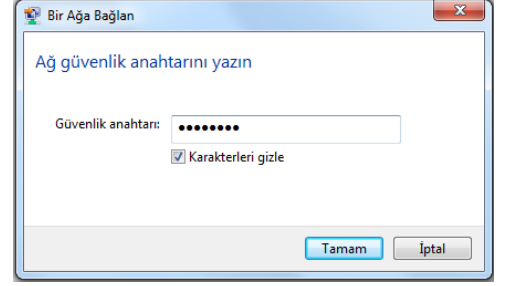 Bir Ağa Bağlan
Ağ güvenlik anahtarını yazın
Güvenlik anahtarı: ••••••••
Karakterleri gizle
Tamam İptal